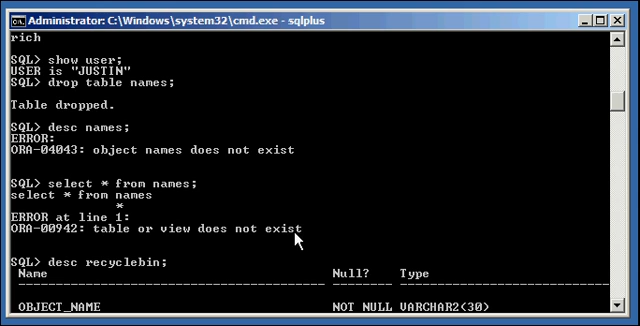 Administrator: C:\Windows\system32\cmd.exe - sqlplus
rich
SQL> show user;
USER is "JUSTIN"
SQL> drop table names;
Table dropped.
SQL> desc names;
ERROR:
ORA-04043: object names does not exist
SQL> select * from names;
select * from names
*
ERROR at line 1:
ORA-00942: table or view does not exist
SQL> desc recyclebin;
Name Null? Type
----------------------------------------- -------- ----------------------------
OBJECT_NAME NOT NULL VARCHAR2(30)